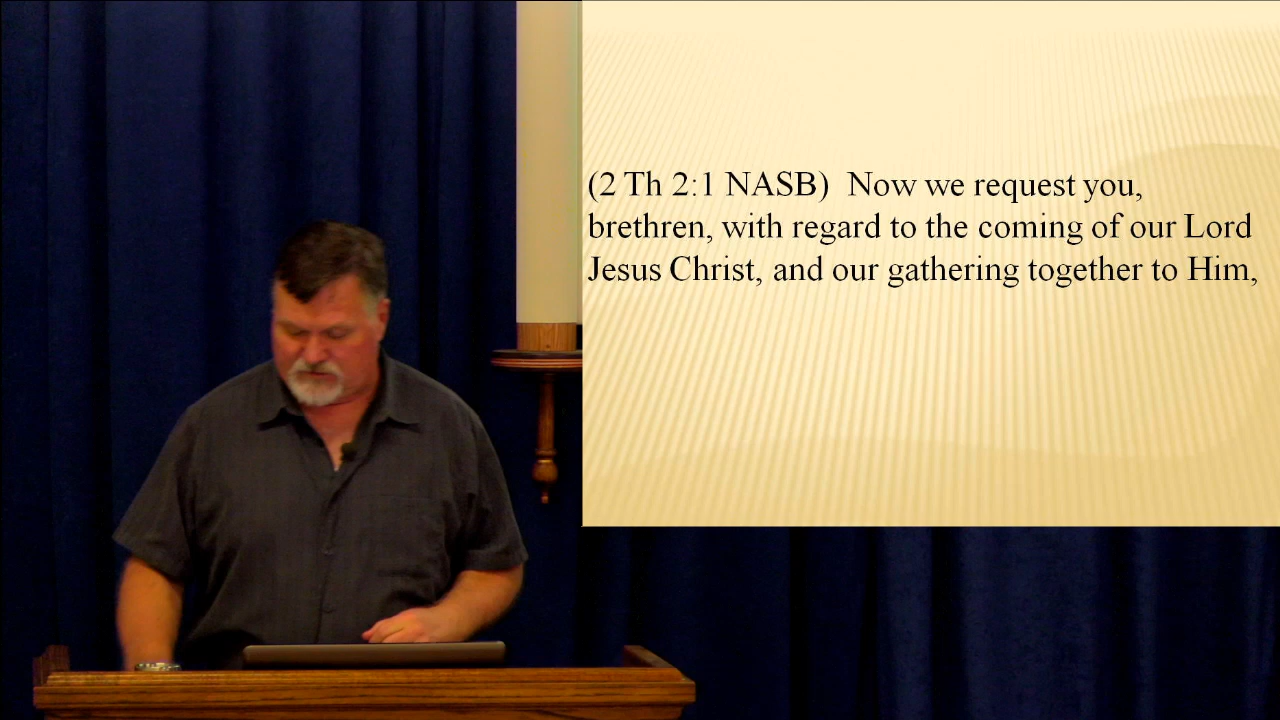 (2 Th 2:1 NASB)  Now we request you,
brethren, with regard to the coming of our Lord
Jesus Christ, and our gathering together to Him,